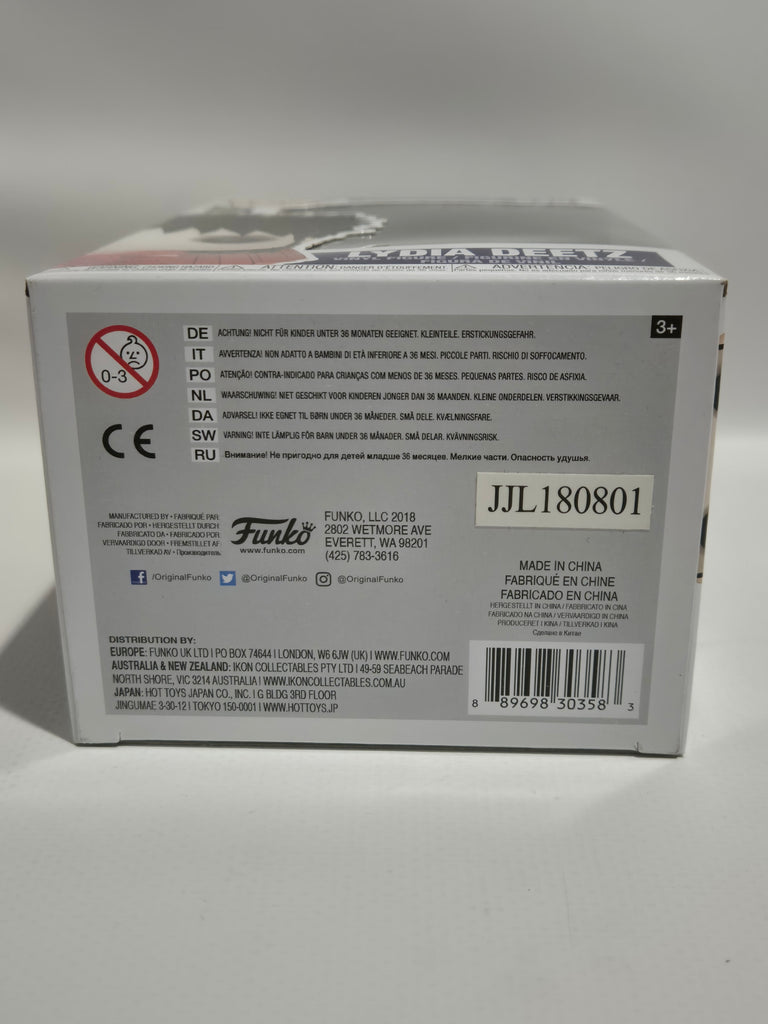 LYDIA DEETZ
VINYL FIGURE / FIGURINE EN VINYLE /
FIGURA DE VINIL
ATTENTION: DANGER D'ÉTOUFFEMENT
ADVERTENCIA:
3+
0-3
DE ACHTUNG! NICHT FÜR KINDER UNTER 36 MONATEN GEEIGNET. KLEINTEILE. ERSTICKUNGSGEFAHR.
IT AVVERTENZA! NON ADATTO A BAMBINI DI ETÀ INFERIORE A 36 MESI. PICCOLE PARTI. RISCHIO DI SOFFOCAMENTO.
PO ATENÇÃO! CONTRA-INDICADO PARA CRIANÇAS COM MENOS DE 36 MESES. PEQUENAS PARTES. RISCO DE ASFIXIA.
NL WAARSCHUWING! NIET GESCHIKT VOOR KINDEREN JONGER DAN 36 MAANDEN. KLEINE ONDERDELEN. VERSTIKKINGSGEVAAR.
DA ADVARSEL! IKKE EGNET TIL BØRN UNDER 36 MÅNEDER. SMÅ DELE. KVÆLNINGSFARE.
SW VARNING! INTE LÄMPLIG FÖR BARN UNDER 36 MÅNADER. SMÅ DELAR. KVÄVNINGSRISK.
RU Внимание! Не пригодно для детей младше 36 месяцев. Мелкие части. Опасность удушья.
CE
JJL180801
MANUFACTURED BY • FABRIQUÉ PAR
FABRICADO POR • HERGESTELLT DURCH
FABBRICATO DA • FABRICADO POR
VERVAARDIGD DOOR • FREMSTILLET AF
TILLVERKAD AV • Производитель
Funko
www.funko.com
FUNKO, LLC 2018
2802 WETMORE AVE
EVERETT, WA 98201
(425) 783-3616
/OriginalFunko @OriginalFunko @OriginalFunko
MADE IN CHINA
FABRIQUÉ EN CHINE
FABRICADO EN CHINA
HERGESTELLT IN CHINA / FABBRICATO IN CINA
FABRICADO NA CHINA / VERVAARDIGD IN CHINA
PRODUCERET I KINA / TILLVERKAD I KINA
Сделано в Китае
DISTRIBUTION BY:
EUROPE: FUNKO UK LTD | PO BOX 74644 | LONDON, W6 6JW (UK) | WWW.FUNKO.COM
AUSTRALIA & NEW ZEALAND: IKON COLLECTABLES PTY LTD | 49-59 SEABEACH PARADE
NORTH SHORE, VIC 3214 AUSTRALIA | WWW.IKONCOLLECTABLES.COM.AU
JAPAN: HOT TOYS JAPAN CO., INC. | G BLDG 3RD FLOOR
JINGUMAE 3-30-12 | TOKYO 150-0001 | WWW.HOTTOYS.JP
8 89698 30358 3